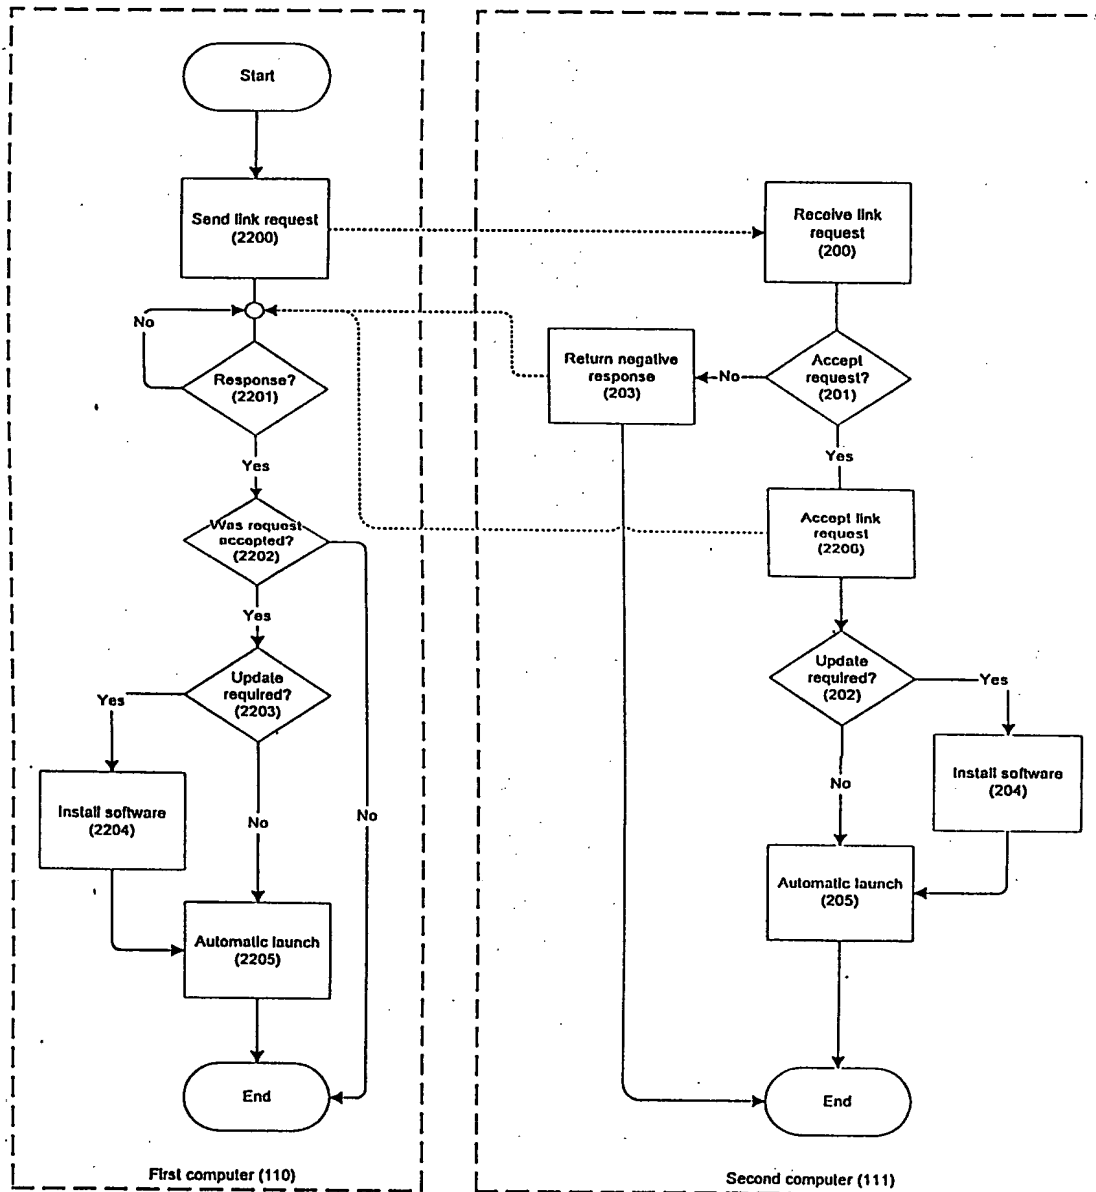 Start
Send link request
(2200)
No
Response?
(2201)
Yes
Was request
accepted?
(2202)
Yes
Update
required?
(2203)
Yes
Install software
(2204)
No
No
Automatic launch
(2205)
End
First computer (110)
Receive link
request
(200)
Accept
request?
(201)
No
Return negative
response
(203)
Yes
Accept link
request
(2206)
Update
required?
(202)
Yes
Install software
(204)
No
Automatic launch
(205)
End
Second computer (111)